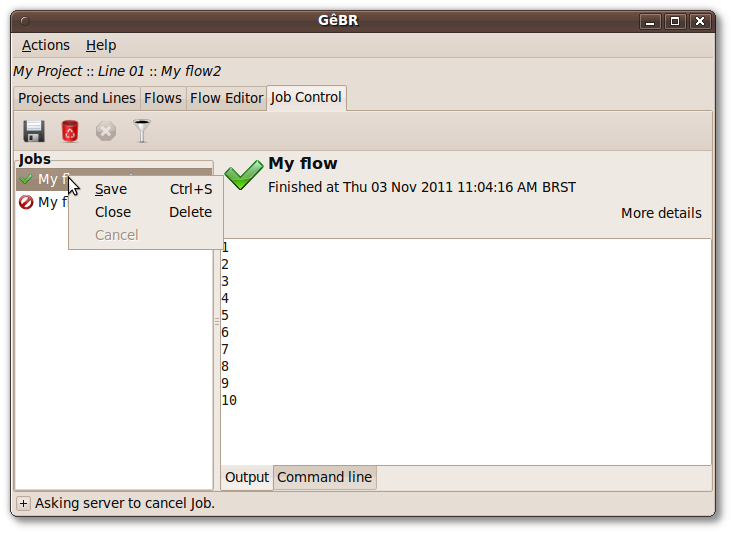 GêBR
Actions Help
My Project :: Line 01 :: My flow2
Projects and Lines Flows Flow Editor Job Control
Jobs
My
My
Save Ctrl+S
Close Delete
Cancel
My flow
Finished at Thu 03 Nov 2011 11:04:16 AM BRST
More details
1
2
3
4
5
6
7
8
9
10
Output Command line
Asking server to cancel Job.